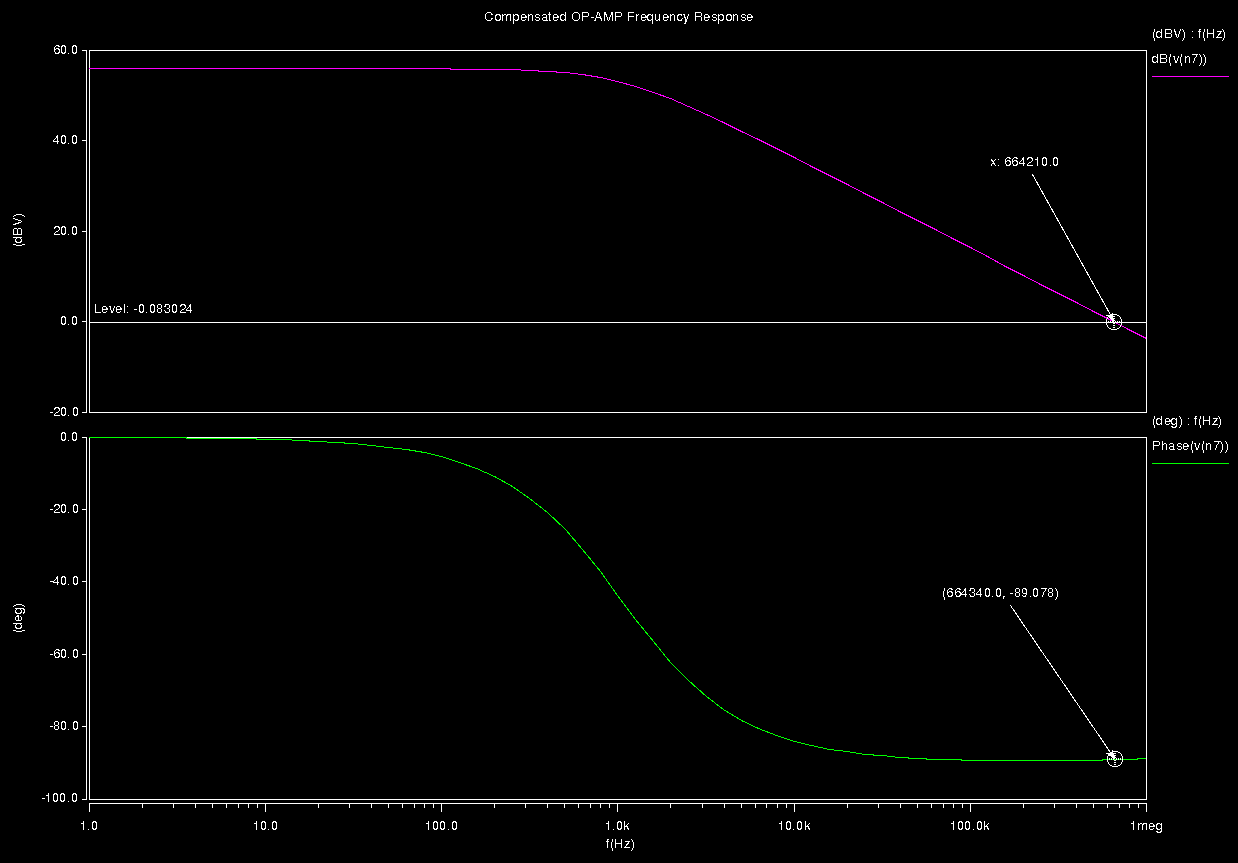 Compensated OP-AMP Frequency Response
(dBV) : f(Hz)
dB(v(n7))
60.0
40.0
20.0
0.0
-20.0
(dBV)
x: 664210.0
Level: -0.083024
(deg) : f(Hz)
Phase(v(n7))
0.0
-20.0
-40.0
-60.0
-80.0
-100.0
(deg)
(664340.0, -89.078)
1.0 10.0 100.0 1.0k 10.0k 100.0k 1meg
f(Hz)